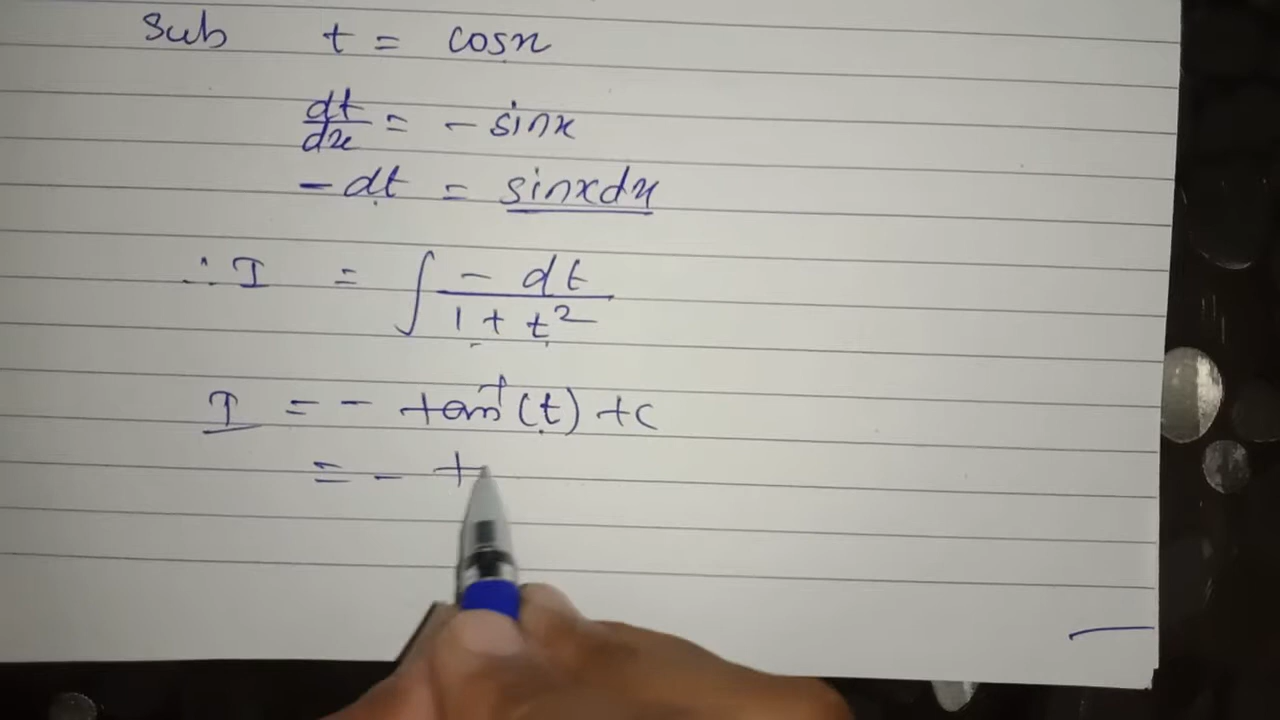 Sub t = cosx
dt/dx = - sinx
- dt = sinxdx
∴ I = ∫ - dt / 1 + t²
I = - tan⁻¹(t) + c
= - t